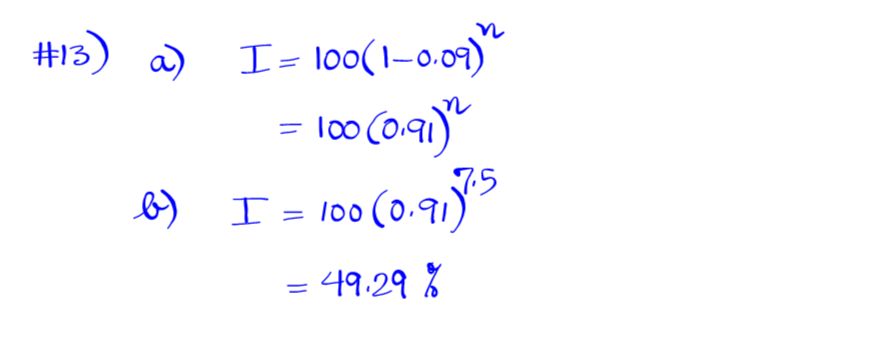 #13) a) I = 100(1-0.09)^n
= 100(0.91)^n
b) I = 100(0.91)^7.5
= 49.29 %